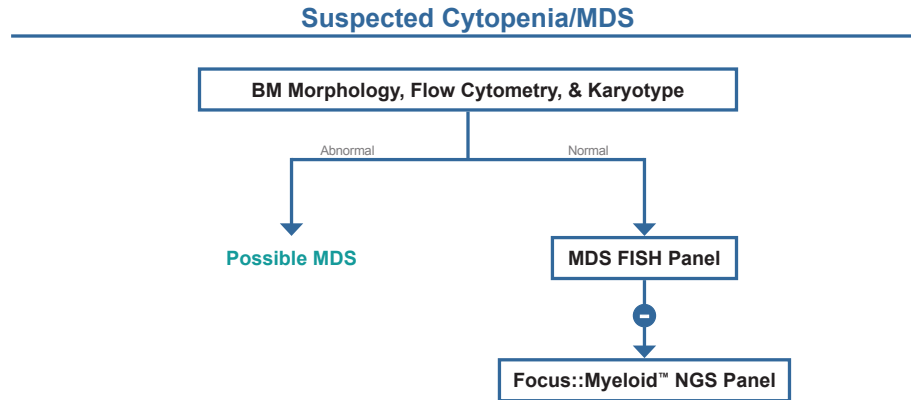 Suspected Cytopenia/MDS
BM Morphology, Flow Cytometry, & Karyotype
Abnormal
Normal
Possible MDS
MDS FISH Panel
-
Focus::Myeloid™ NGS Panel